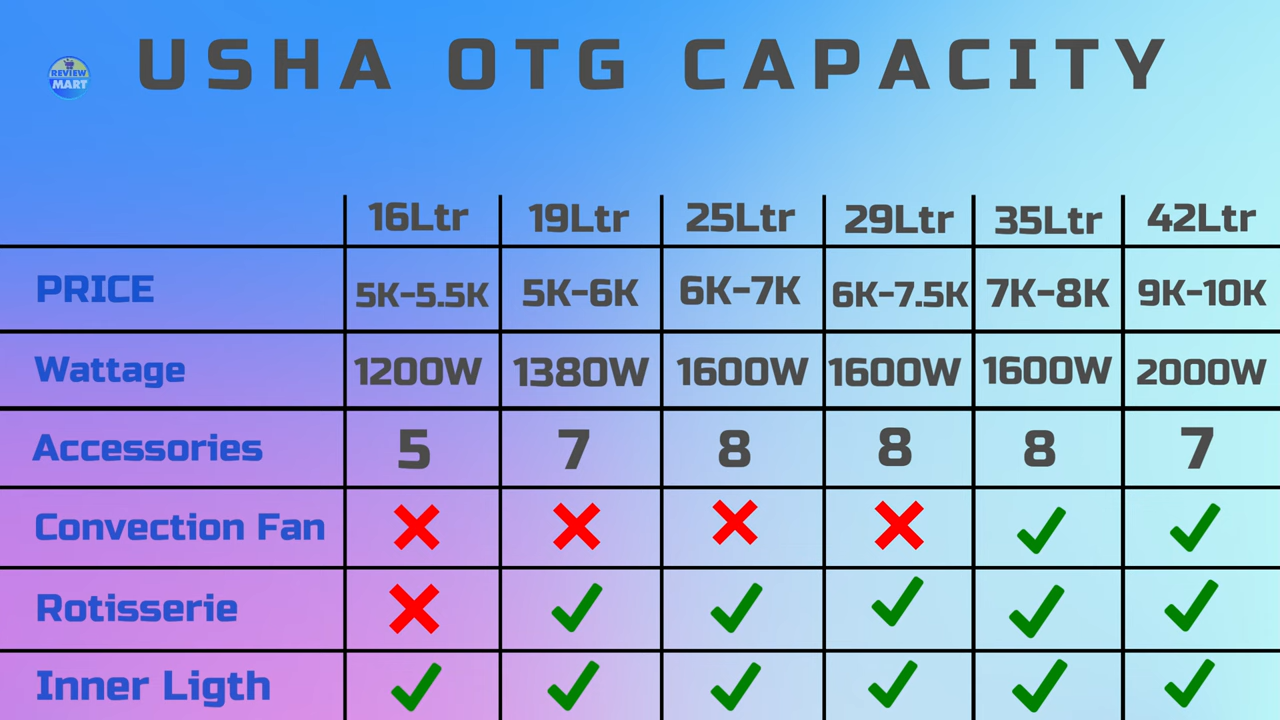 USHA OTG CAPACITY
REVIEW
MART
16Ltr 19Ltr 25Ltr 29Ltr 35Ltr 42Ltr
PRICE 5K-5.5K 5K-6K 6K-7K 6K-7.5K 7K-8K 9K-10K
Wattage 1200W 1380W 1600W 1600W 1600W 2000W
Accessories 5 7 8 8 8 7
Convection Fan
Rotisserie
Inner Ligth